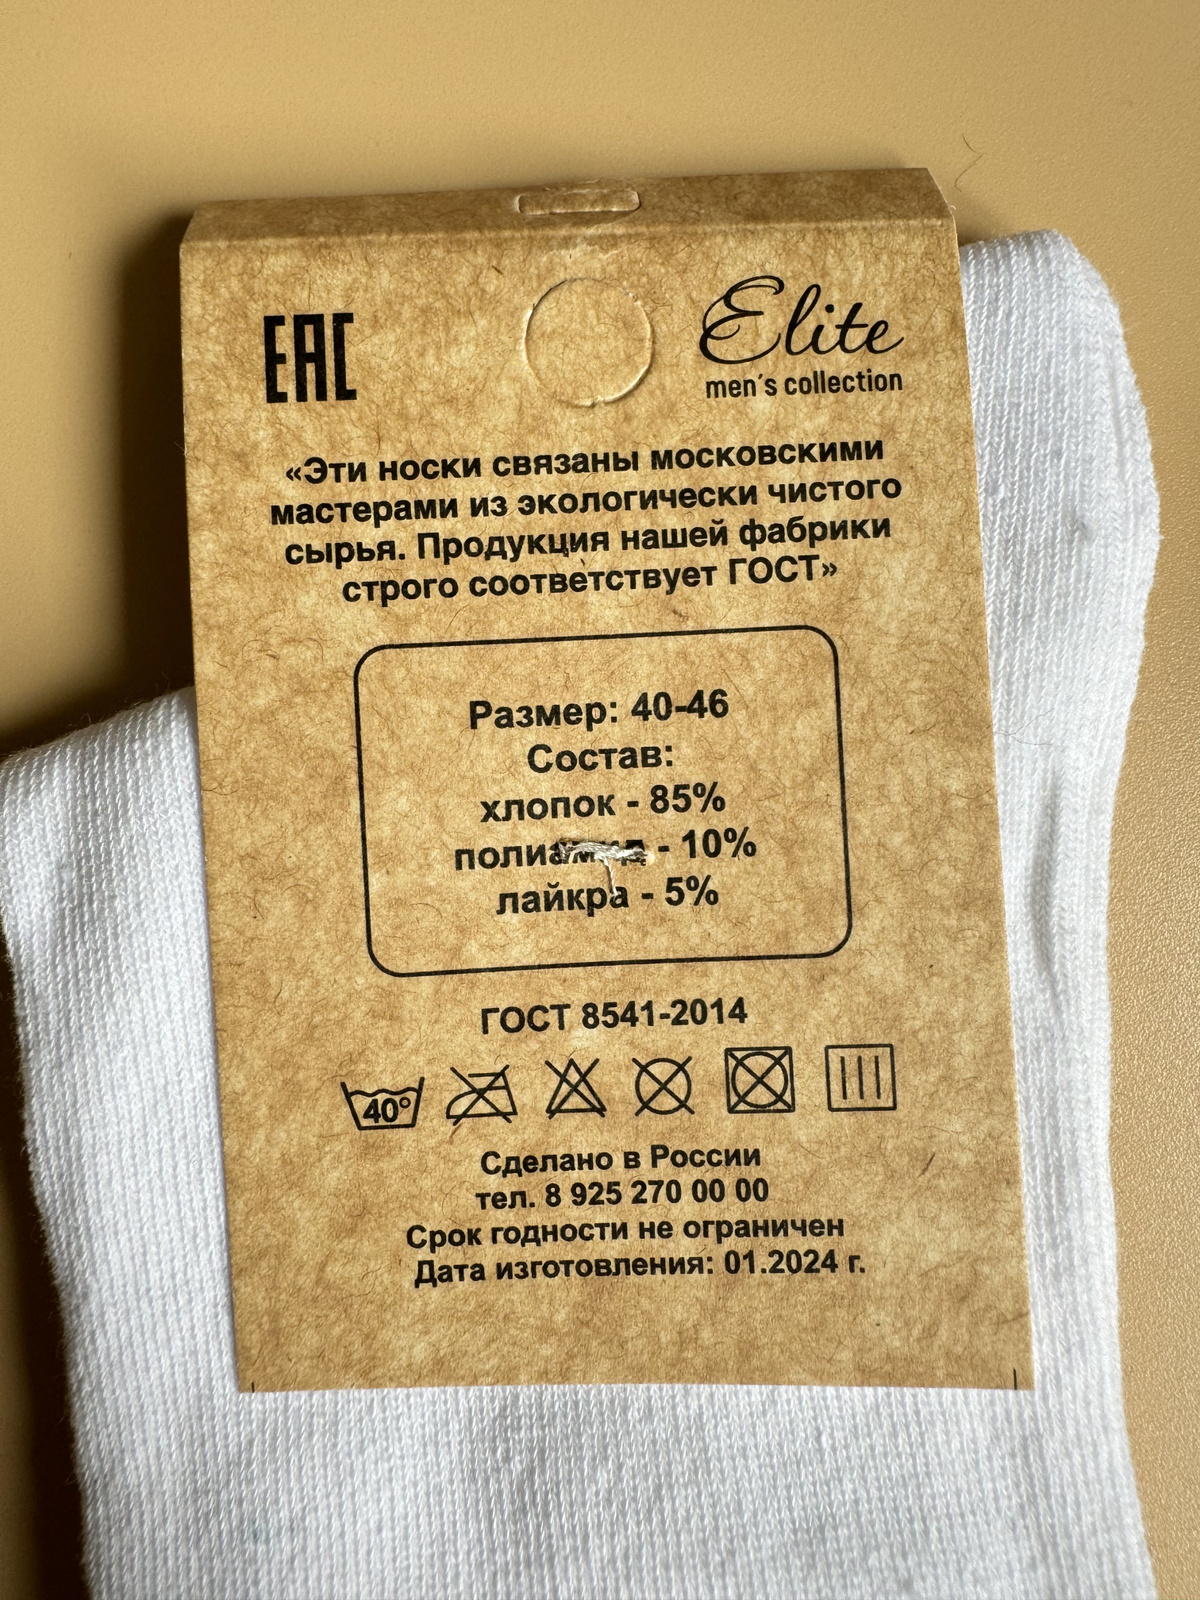 EAC
Elite
men's collection
«Эти носки связаны московскими
мастерами из экологически чистого
сырья. Продукция нашей фабрики
строго соответствует ГОСТ»
Размер: 40-46
Состав:
хлопок - 85%
полиамид - 10%
лайкра - 5%
ГОСТ 8541-2014
40°
Сделано в России
тел. 8 925 270 00 00
Срок годности не ограничен
Дата изготовления: 01.2024 г.